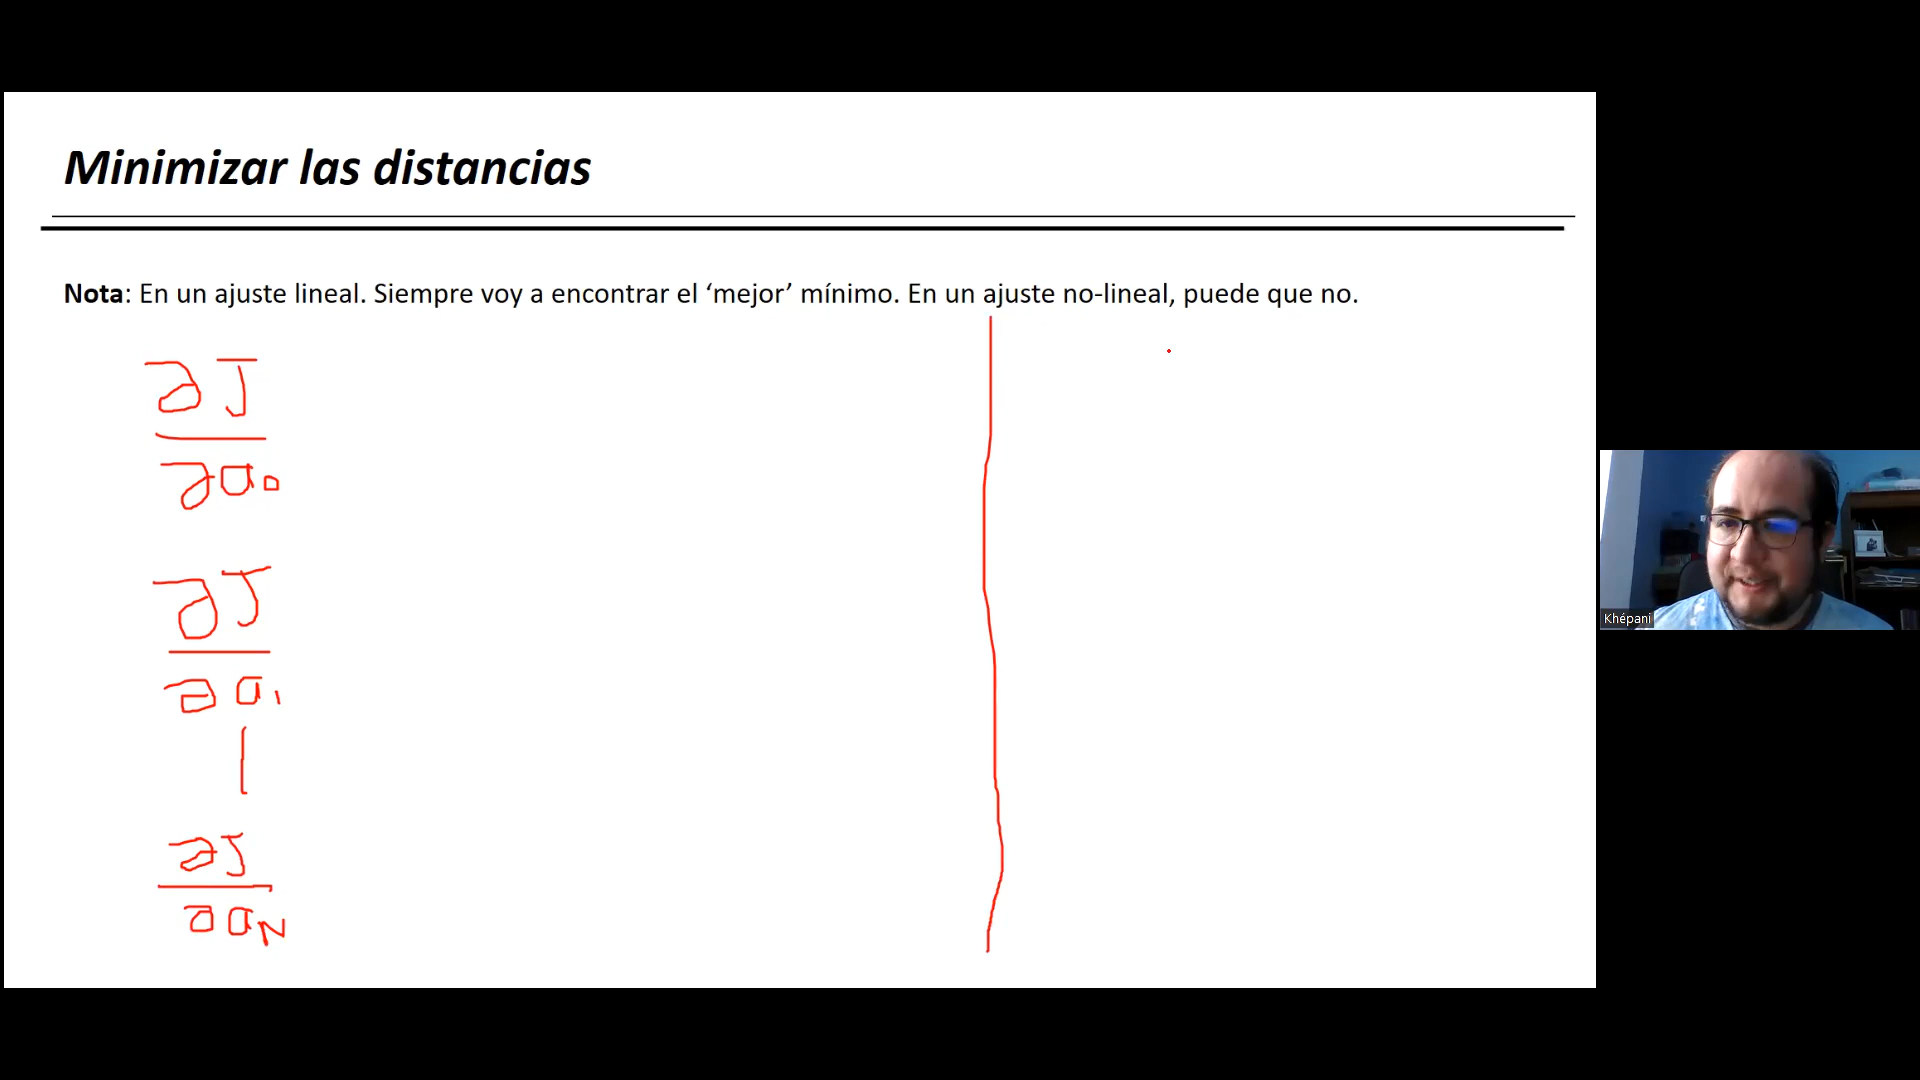 Minimizar las distancias
Nota: En un ajuste lineal. Siempre voy a encontrar el ‘mejor’ mínimo. En un ajuste no-lineal, puede que no.
∂J
∂a₀
∂J
∂a₁
|
∂J
∂a_N
Khépani